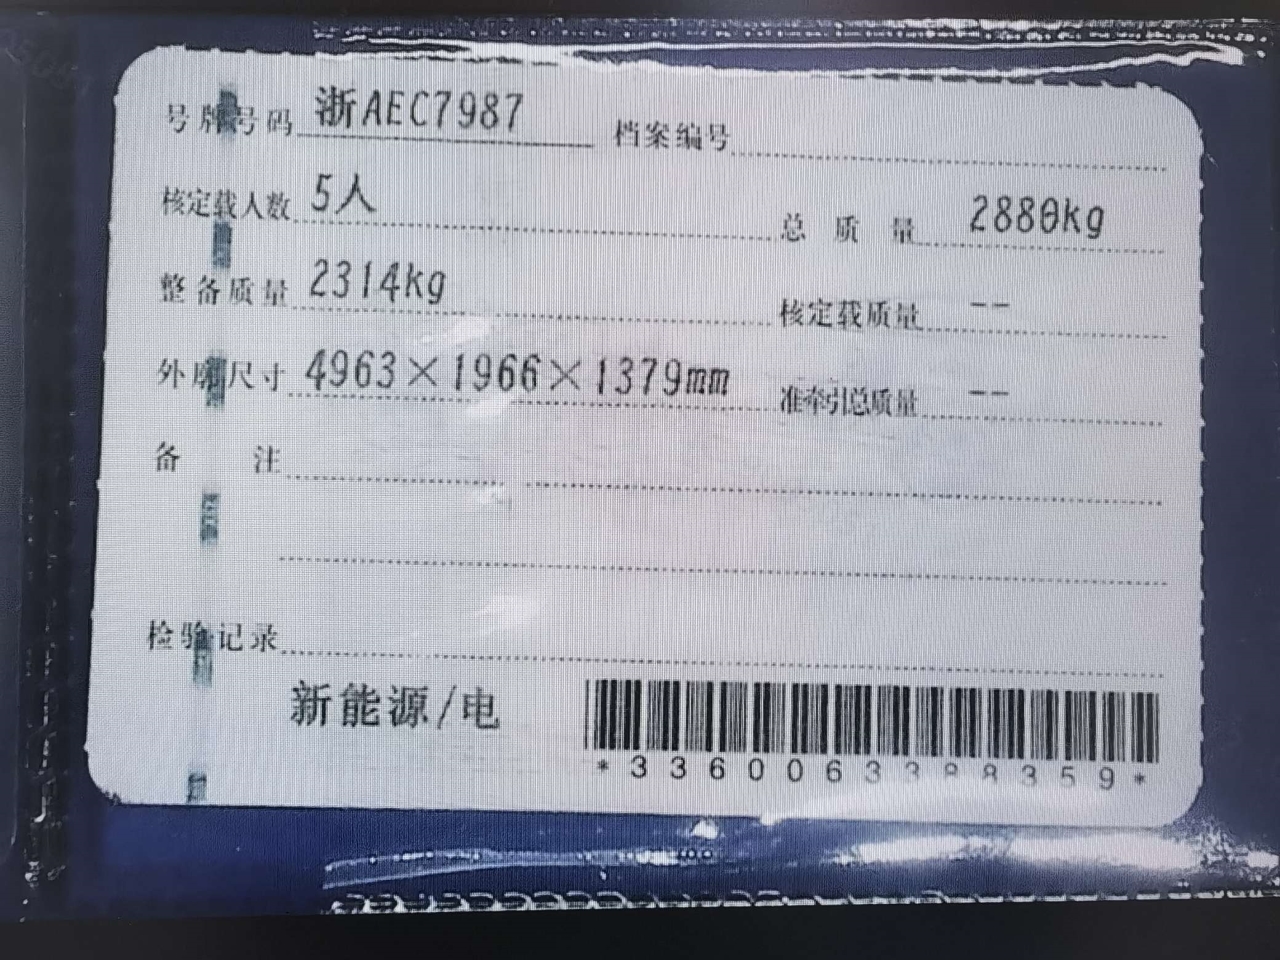 号牌号码 浙AEC7987 档案编号
核定载人数 5人 总质量 2880kg
整备质量 2314kg 核定载质量 --
外廓尺寸 4963×1966×1379mm 准牵引总质量 --
备注
检验记录
新能源/电